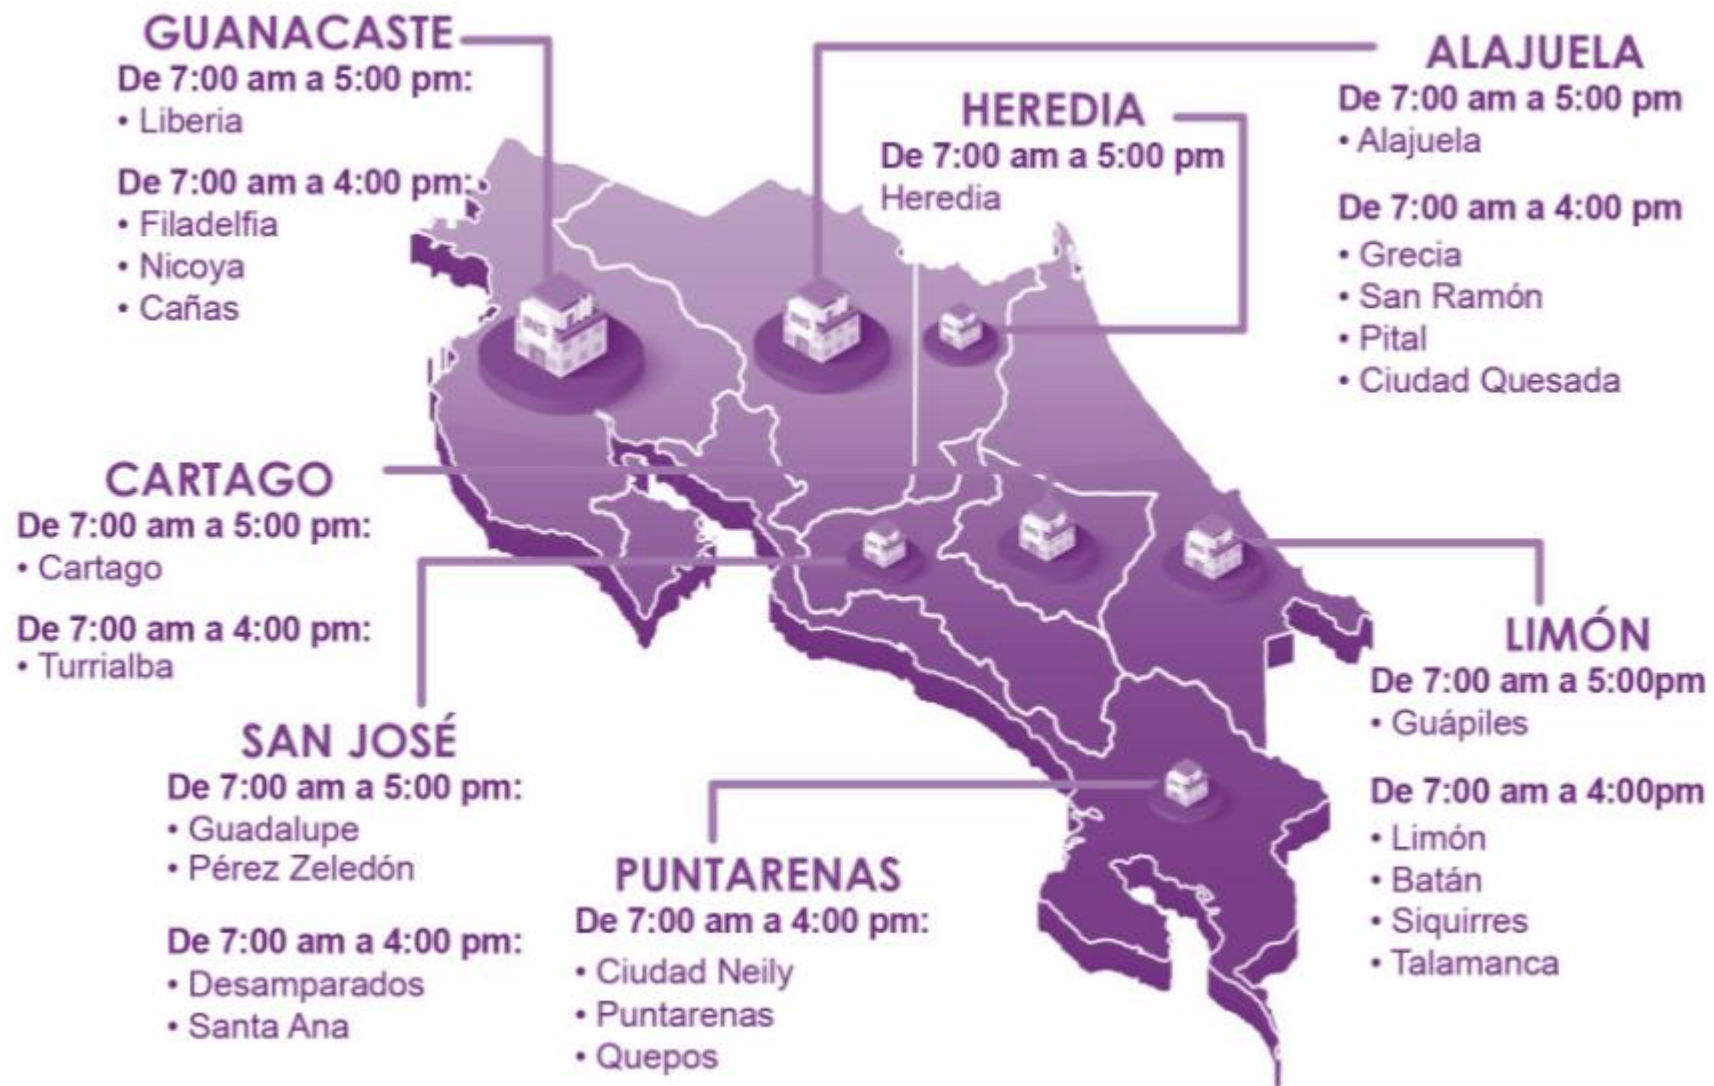 GUANACASTE
De 7:00 am a 5:00 pm:
• Liberia
De 7:00 am a 4:00 pm:
• Filadelfia
• Nicoya
• Cañas
HEREDIA
De 7:00 am a 5:00 pm
Heredia
ALAJUELA
De 7:00 am a 5:00 pm
• Alajuela
De 7:00 am a 4:00 pm
• Grecia
• San Ramón
• Pital
• Ciudad Quesada
CARTAGO
De 7:00 am a 5:00 pm:
• Cartago
De 7:00 am a 4:00 pm:
• Turrialba
SAN JOSÉ
De 7:00 am a 5:00 pm:
• Guadalupe
• Pérez Zeledón
De 7:00 am a 4:00 pm:
• Desamparados
• Santa Ana
PUNTARENAS
De 7:00 am a 4:00 pm:
• Ciudad Neily
• Puntarenas
• Quepos
LIMÓN
De 7:00 am a 5:00pm
• Guápiles
De 7:00 am a 4:00pm
• Limón
• Batán
• Siquirres
• Talamanca